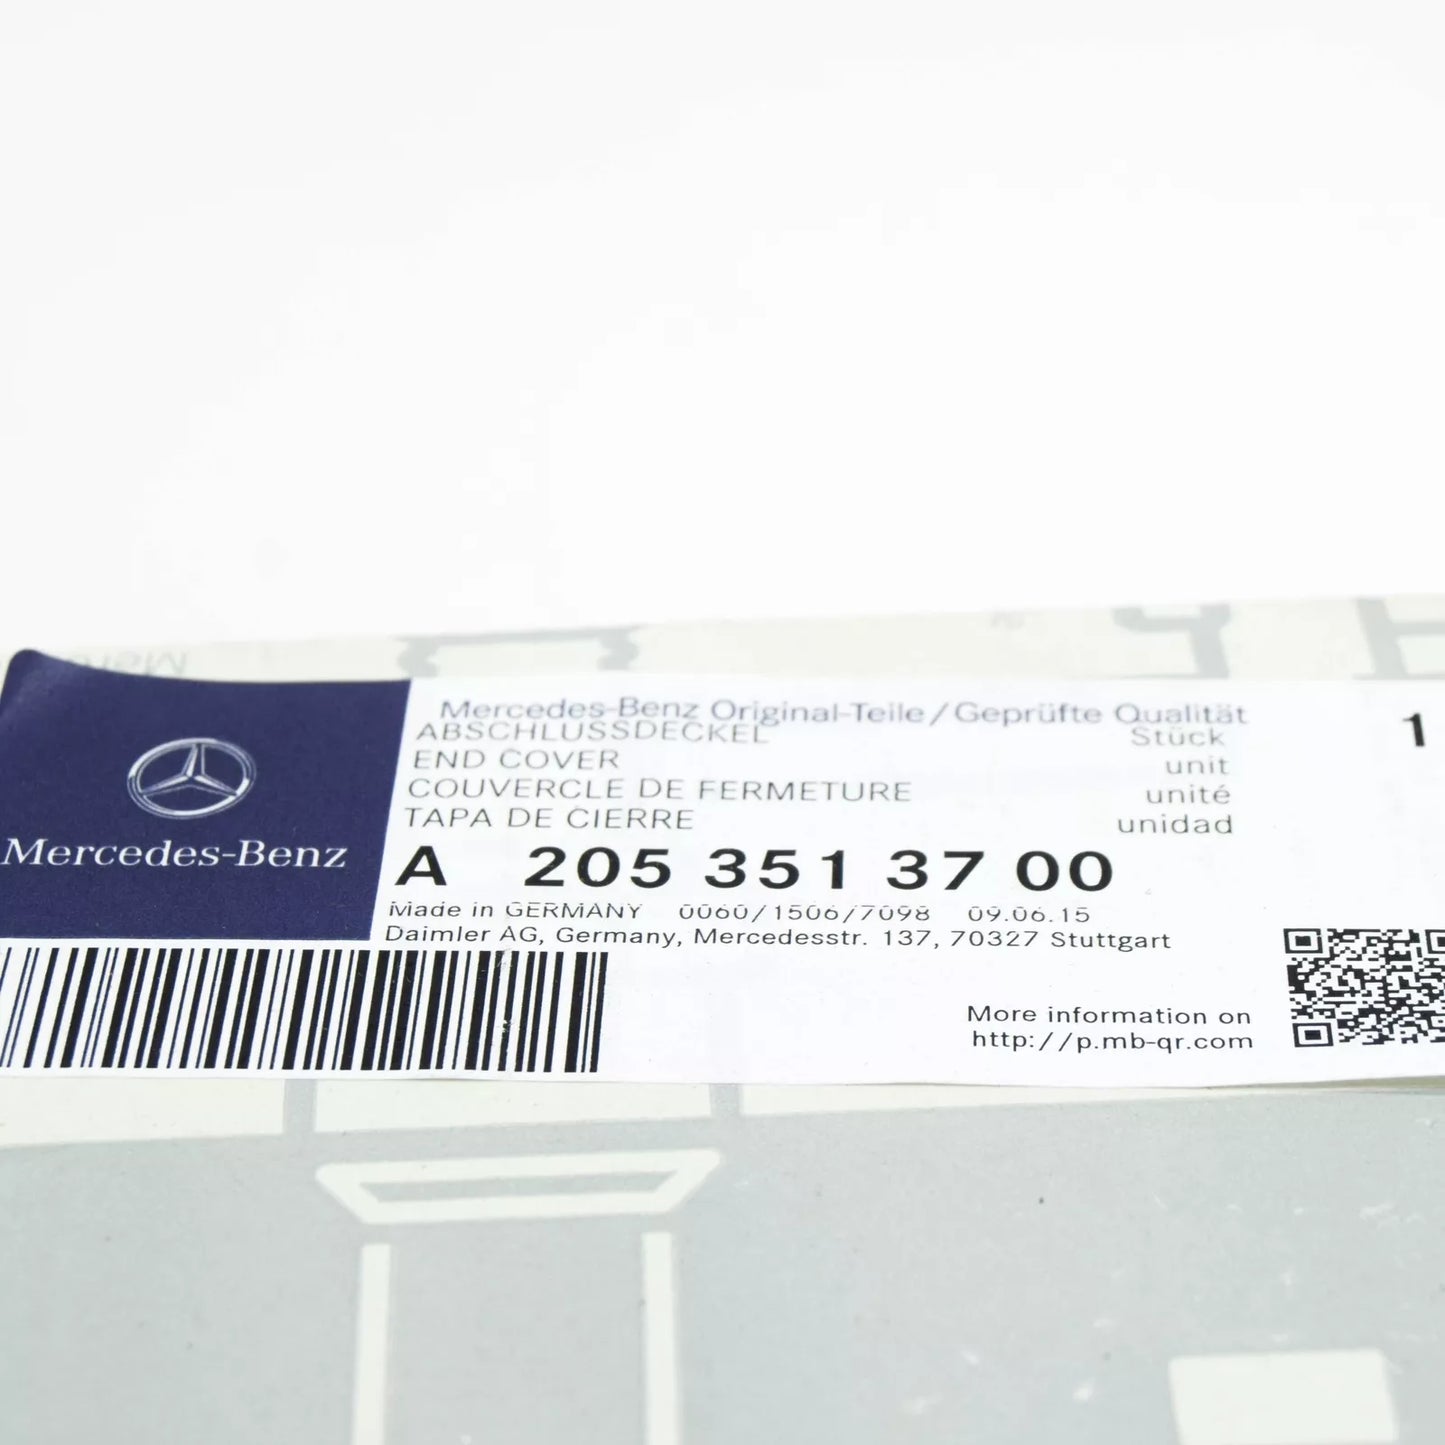 Mercedes-Benz
Mercedes-Benz Original-Teile/Geprüfte Qualität
ABSCHLUSSDECKEL Stück 1
END COVER unit
COUVERCLE DE FERMETURE unité
TAPA DE CIERRE unidad
A 205 351 37 00
Made in GERMANY 0060/1506/7098 09.06.15
Daimler AG, Germany, Mercedesstr. 137, 70327 Stuttgart
More information on
http://p.mb-qr.com